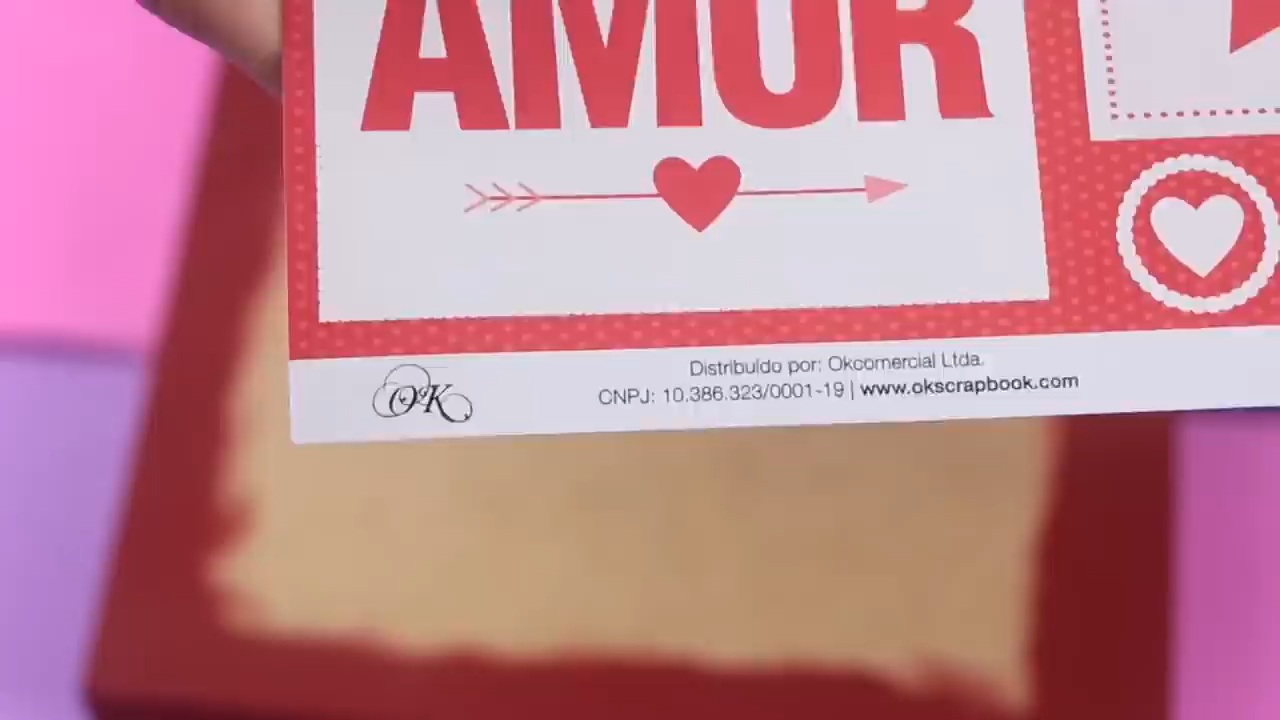 AMOR
OK
Distribuído por: Okcomercial Ltda.
CNPJ: 10.386.323/0001-19 | www.okscrapbook.com